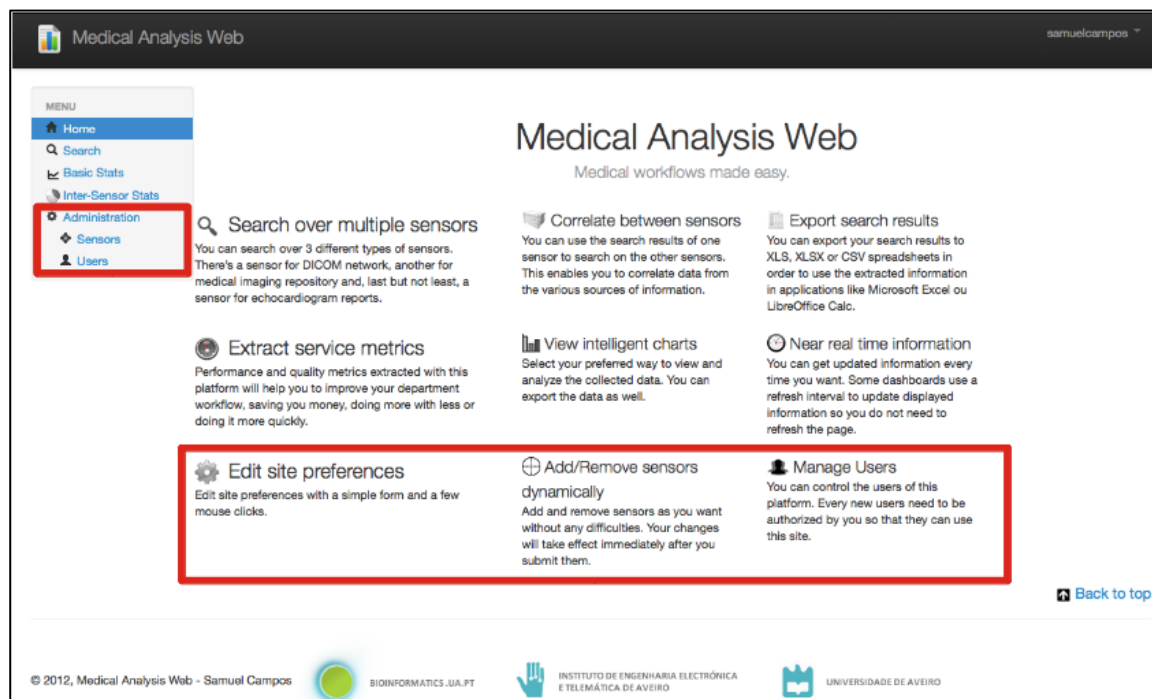 Medical Analysis Web
samuelcampos
MENU
Home
Search
Basic Stats
Inter-Sensor Stats
Administration
Sensors
Users
Medical Analysis Web
Medical workflows made easy.
Search over multiple sensors
You can search over 3 different types of sensors.
There's a sensor for DICOM network, another for
medical imaging repository and, last but not least, a
sensor for echocardiogram reports.
Correlate between sensors
You can use the search results of one
sensor to search on the other sensors.
This enables you to correlate data from
the various sources of information.
Export search results
You can export your search results to
XLS, XLSX or CSV spreadsheets in
order to use the extracted information
in applications like Microsoft Excel ou
LibreOffice Calc.
Extract service metrics
Performance and quality metrics extracted with this
platform will help you to improve your department
workflow, saving you money, doing more with less or
doing it more quickly.
View intelligent charts
Select your preferred way to view and
analyze the collected data. You can
export the data as well.
Near real time information
You can get updated information every
time you want. Some dashboards use a
refresh interval to update displayed
information so you do not need to
refresh the page.
Edit site preferences
Edit site preferences with a simple form and a few
mouse clicks.
Add/Remove sensors
dynamically
Add and remove sensors as you want
without any difficulties. Your changes
will take effect immediately after you
submit them.
Manage Users
You can control the users of this
platform. Every new users need to be
authorized by you so that they can use
this site.
Back to top
© 2012, Medical Analysis Web - Samuel Campos
BIOINFORMATICS.UA.PT
INSTITUTO DE ENGENHARIA ELECTRÓNICA
E TELEMÁTICA DE AVEIRO
UNIVERSIDADE DE AVEIRO